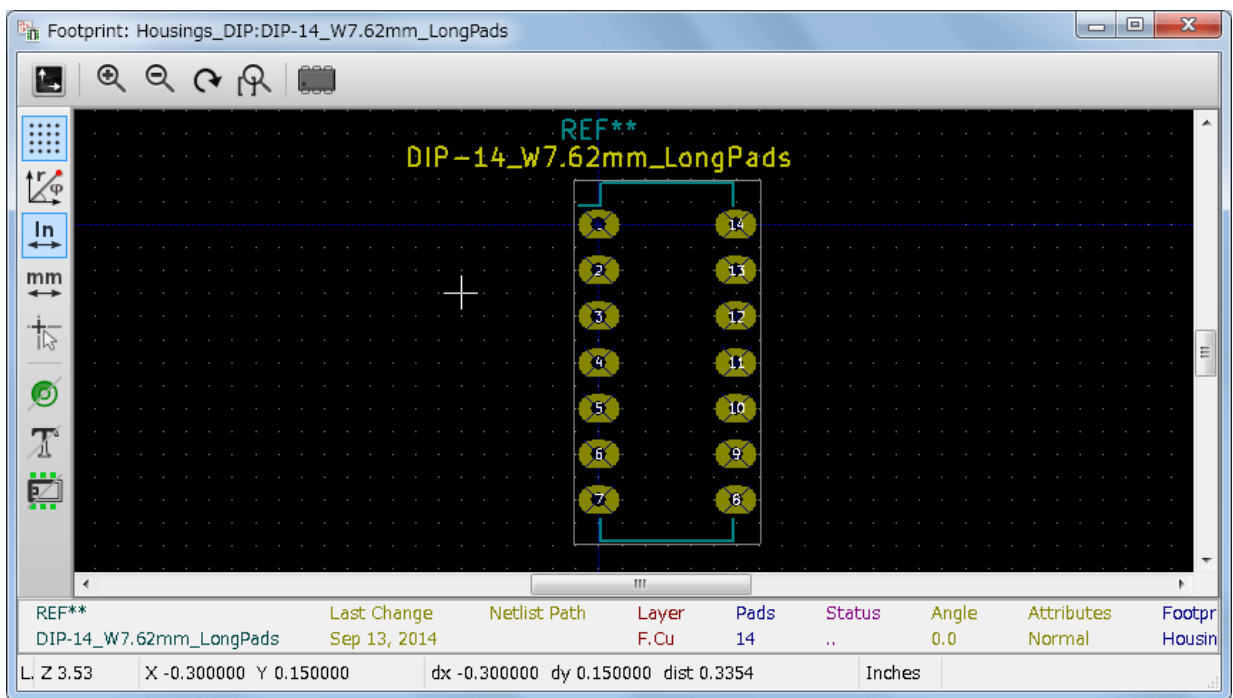 Footprint: Housings_DIP:DIP-14_W7.62mm_LongPads
REF**
DIP-14_W7.62mm_LongPads
r φ
In
mm
1 14
2 13
3 12
4 11
5 10
6 9
7 8
REF** Last Change Netlist Path Layer Pads Status Angle Attributes Footpr
DIP-14_W7.62mm_LongPads Sep 13, 2014 F.Cu 14 .. 0.0 Normal Housin
L. Z 3.53 X -0.300000 Y 0.150000 dx -0.300000 dy 0.150000 dist 0.3354 Inches